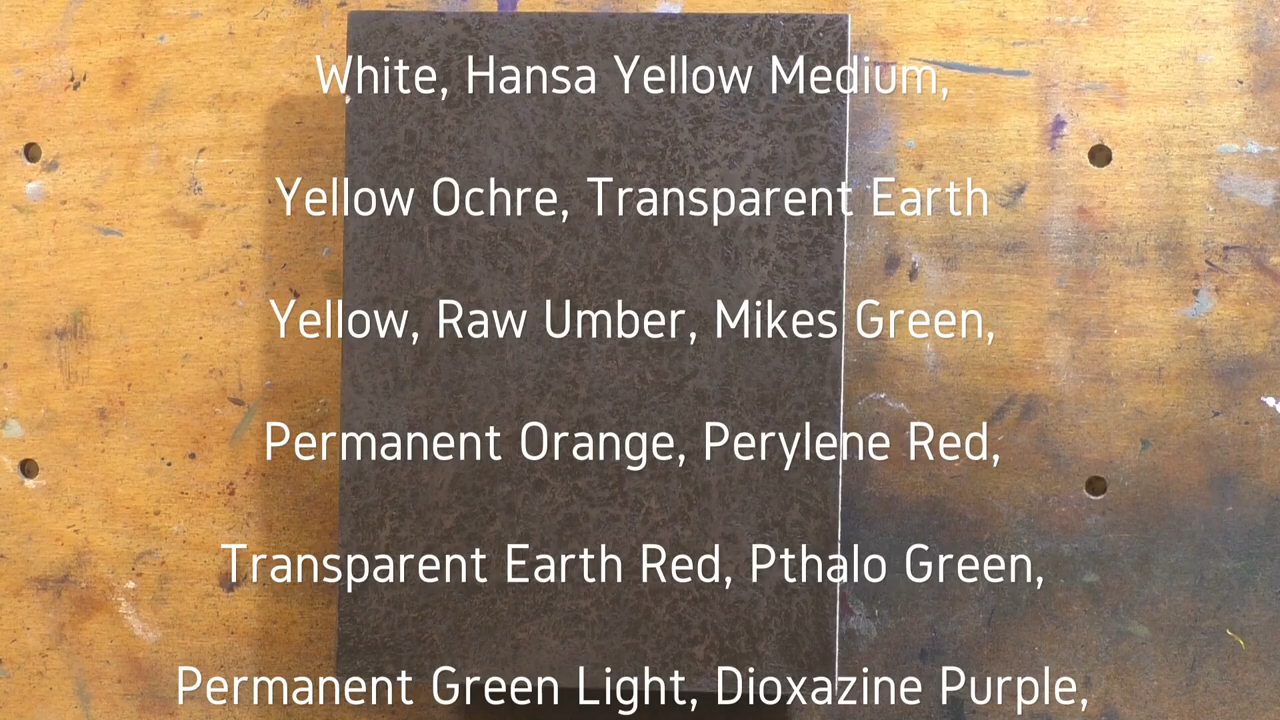 White, Hansa Yellow Medium,
Yellow Ochre, Transparent Earth
Yellow, Raw Umber, Mikes Green,
Permanent Orange, Perylene Red,
Transparent Earth Red, Pthalo Green,
Permanent Green Light, Dioxazine Purple,